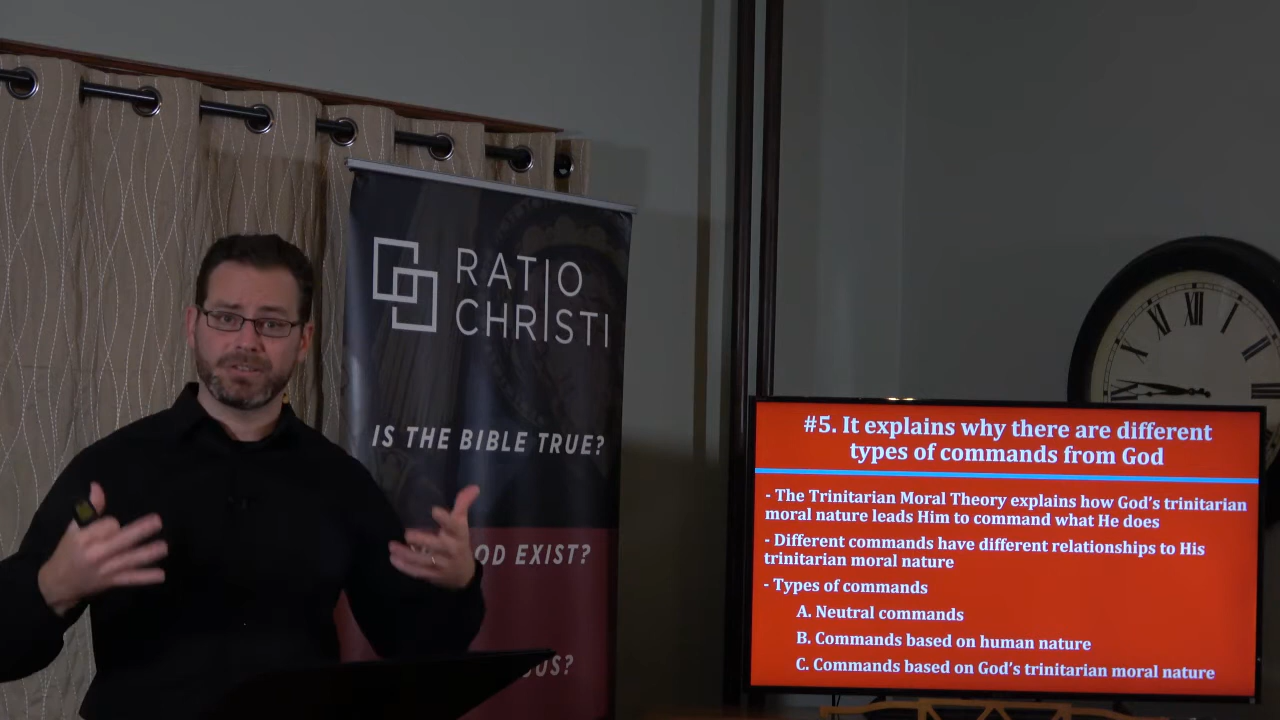 RATIO
CHRISTI
IS THE BIBLE TRUE?
EXIST?
#5. It explains why there are different
types of commands from God
- The Trinitarian Moral Theory explains how God's trinitarian
moral nature leads Him to command what He does
- Different commands have different relationships to His
trinitarian moral nature
- Types of commands
A. Neutral commands
B. Commands based on human nature
C. Commands based on God's trinitarian moral nature
XI XII I II